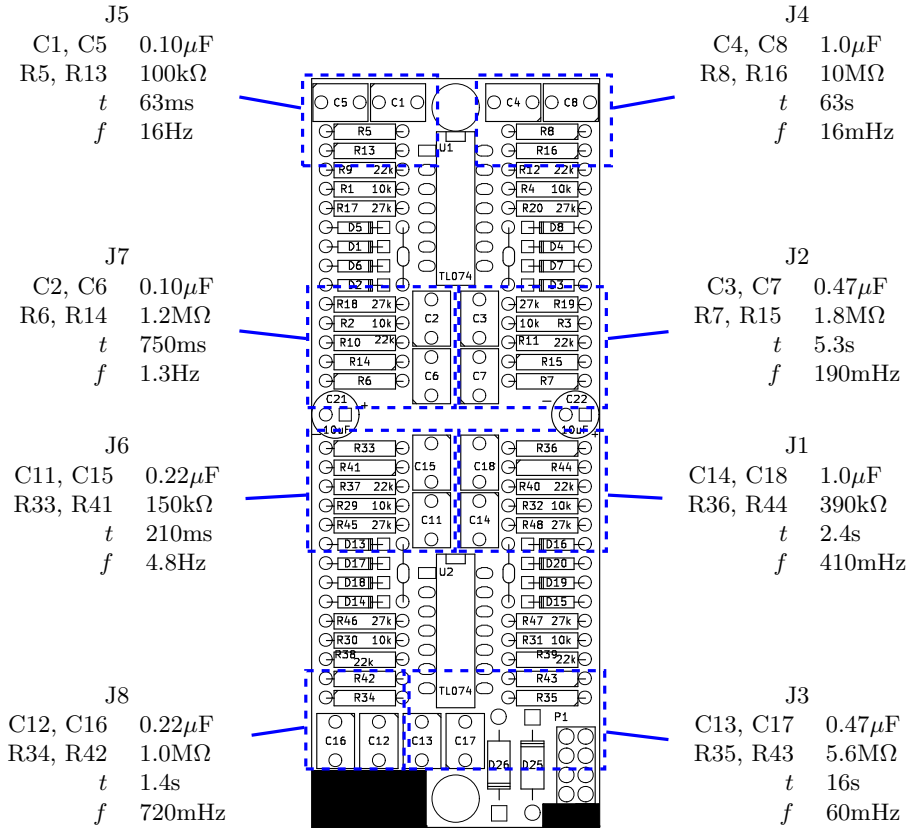 J5
C1, C5 0.10μF
R5, R13 100kΩ
t 63ms
f 16Hz
J4
C4, C8 1.0μF
R8, R16 10MΩ
t 63s
f 16mHz
J7
C2, C6 0.10μF
R6, R14 1.2MΩ
t 750ms
f 1.3Hz
J2
C3, C7 0.47μF
R7, R15 1.8MΩ
t 5.3s
f 190mHz
J6
C11, C15 0.22μF
R33, R41 150kΩ
t 210ms
f 4.8Hz
J1
C14, C18 1.0μF
R36, R44 390kΩ
t 2.4s
f 410mHz
J8
C12, C16 0.22μF
R34, R42 1.0MΩ
t 1.4s
f 720mHz
J3
C13, C17 0.47μF
R35, R43 5.6MΩ
t 16s
f 60mHz
C5 C1 C4 C8
R5 R8
R13 U1 R16
R9 22k R12 22k
R1 10k R4 10k
R17 27k R20 27k
D5 D8
D1 D4
D6 D7
D2 TL074 D3
R18 27k 27k R19
R2 10k C2 C3 10k R3
R10 22k R11 22k
R14 R15
R6 C6 C7 R7
C21 C22
+ −
10uF 10uF +
R33 R36
R41 C15 C18 R44
R37 22k R40 22k
R29 10k R32 10k
R45 27k C11 C14 R48 27k
D13 D16
D17 D20
D18 U2 D19
D14 D15
R46 27k R47 27k
R30 10k R31 10k
R38 22k R39 22k
R42 R43
R34 TL074 R35
P1
C16 C12 C13 C17
D26 D25